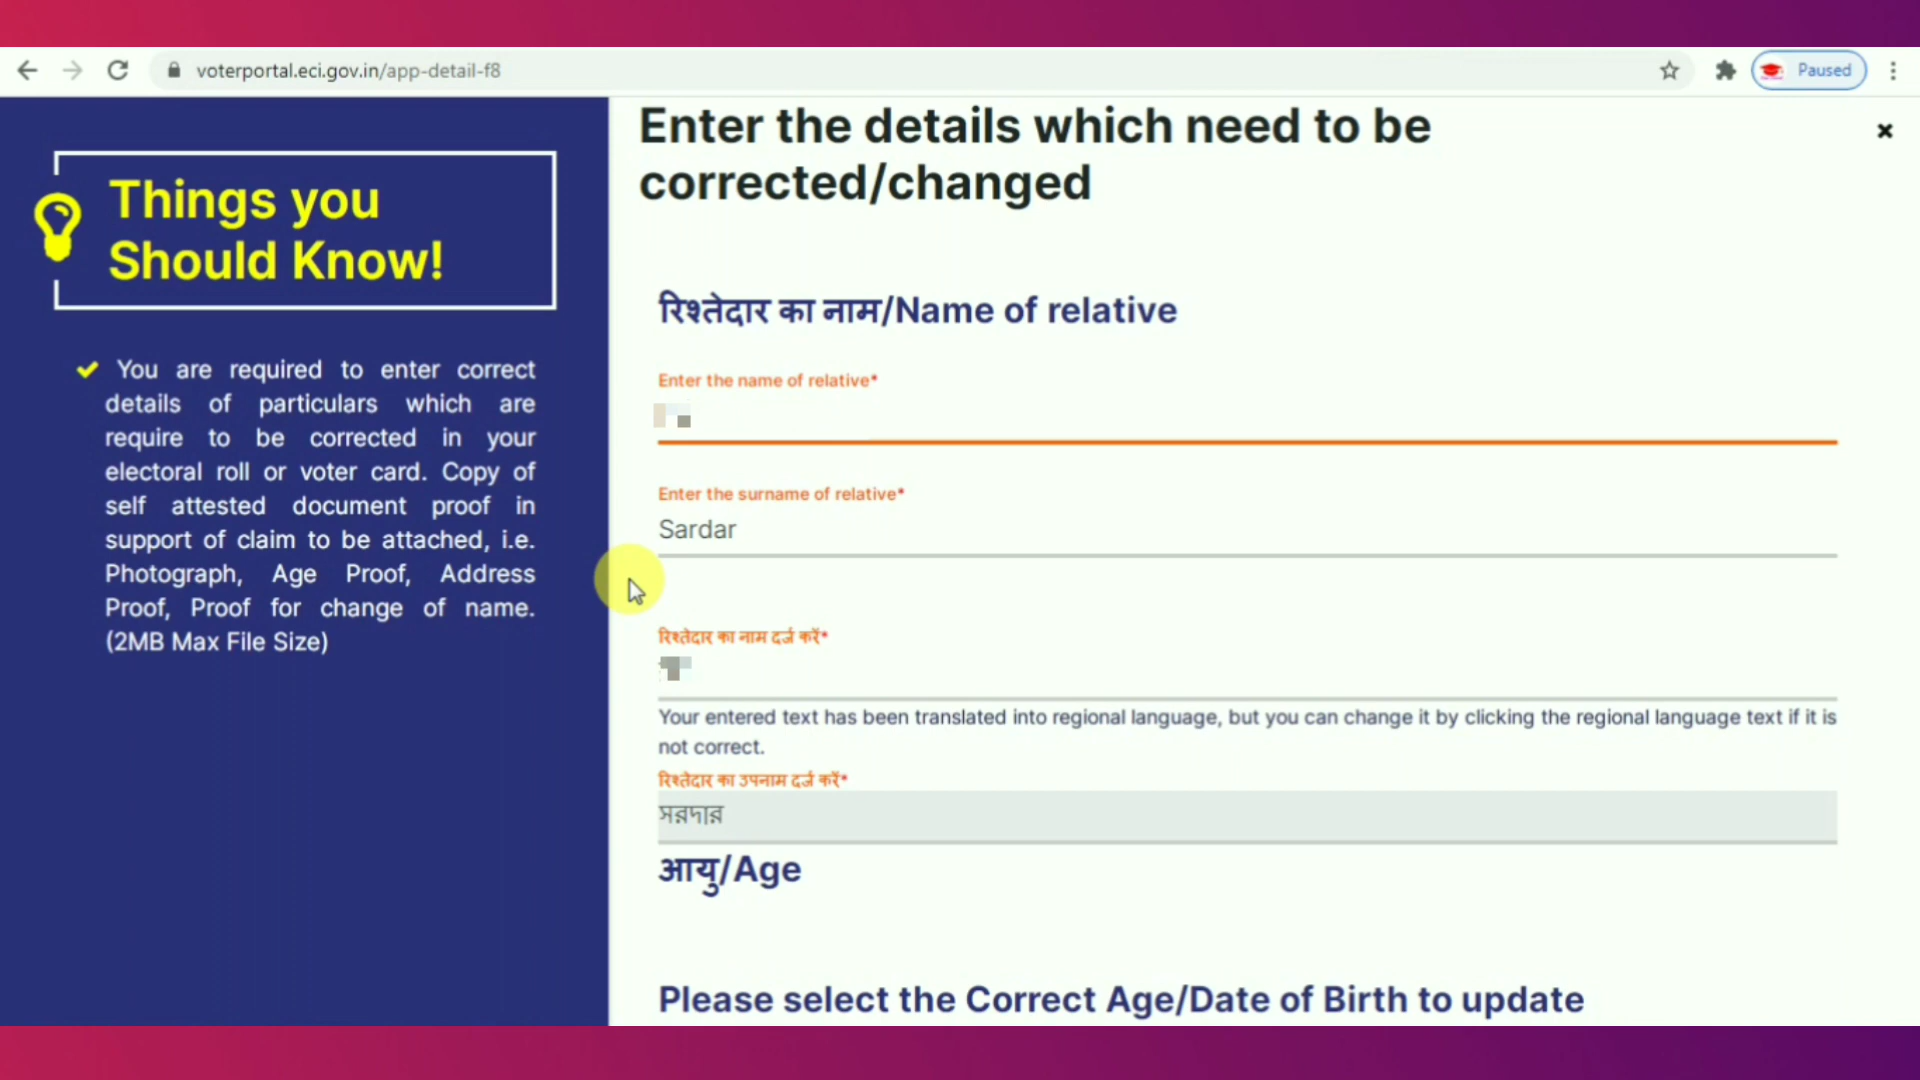 voterportal.eci.gov.in/app-detail-f8
Paused
Things you
Should Know!
You are required to enter correct
details of particulars which are
require to be corrected in your
electoral roll or voter card. Copy of
self attested document proof in
support of claim to be attached, i.e.
Photograph, Age Proof, Address
Proof, Proof for change of name.
(2MB Max File Size)
Enter the details which need to be
corrected/changed
रिश्तेदार का नाम/Name of relative
Enter the name of relative*
Enter the surname of relative*
Sardar
रिश्तेदार का नाम दर्ज करें*
Your entered text has been translated into regional language, but you can change it by clicking the regional language text if it is
not correct.
रिश्तेदार का उपनाम दर्ज करें*
সরদার
आयु/Age
Please select the Correct Age/Date of Birth to update